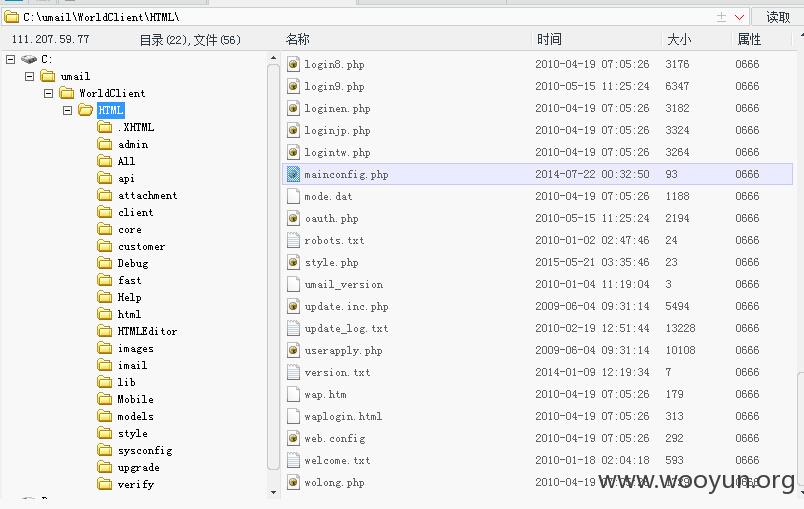 C:\umail\WorldClient\HTML\ 读取
111.207.59.77 目录(22),文件(56) 名称 时间 大小 属性
C:
umail
WorldClient
HTML
.XHTML
admin
All
api
attachment
client
core
customer
Debug
fast
Help
html
HTMLEditor
images
imail
lib
Mobile
models
style
sysconfig
upgrade
verify
login8.php 2010-04-19 07:05:26 3176 0666
login9.php 2010-05-15 11:25:24 6347 0666
loginen.php 2010-04-19 07:05:26 3182 0666
loginjp.php 2010-04-19 07:05:26 3324 0666
logintw.php 2010-04-19 07:05:26 3264 0666
mainconfig.php 2014-07-22 00:32:50 93 0666
mode.dat 2010-04-19 07:05:26 1188 0666
oauth.php 2010-05-15 11:25:24 2194 0666
robots.txt 2010-01-02 02:47:46 24 0666
style.php 2015-05-21 03:35:46 23 0666
umail_version 2010-01-04 11:19:04 3 0666
update.inc.php 2009-06-04 09:31:14 5494 0666
update_log.txt 2010-02-19 12:51:44 13228 0666
userapply.php 2009-06-04 09:31:14 10108 0666
version.txt 2014-01-09 12:19:34 7 0666
wap.htm 2010-04-19 07:05:26 179 0666
waplogin.html 2010-04-19 07:05:26 313 0666
web.config 2010-04-19 07:05:26 292 0666
welcome.txt 2010-01-18 02:04:18 593 0666
wolong.php 2010-04-19 07:05:26 0666
www.wooyun.org